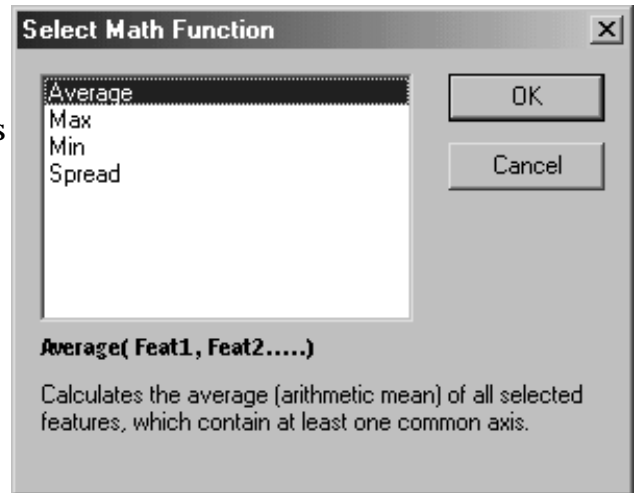 Select Math Function
Average
OK
Max
s
Min
Cancel
Spread
Average( Feat1, Feat2.....)
Calculates the average (arithmetic mean) of all selected
features, which contain at least one common axis.